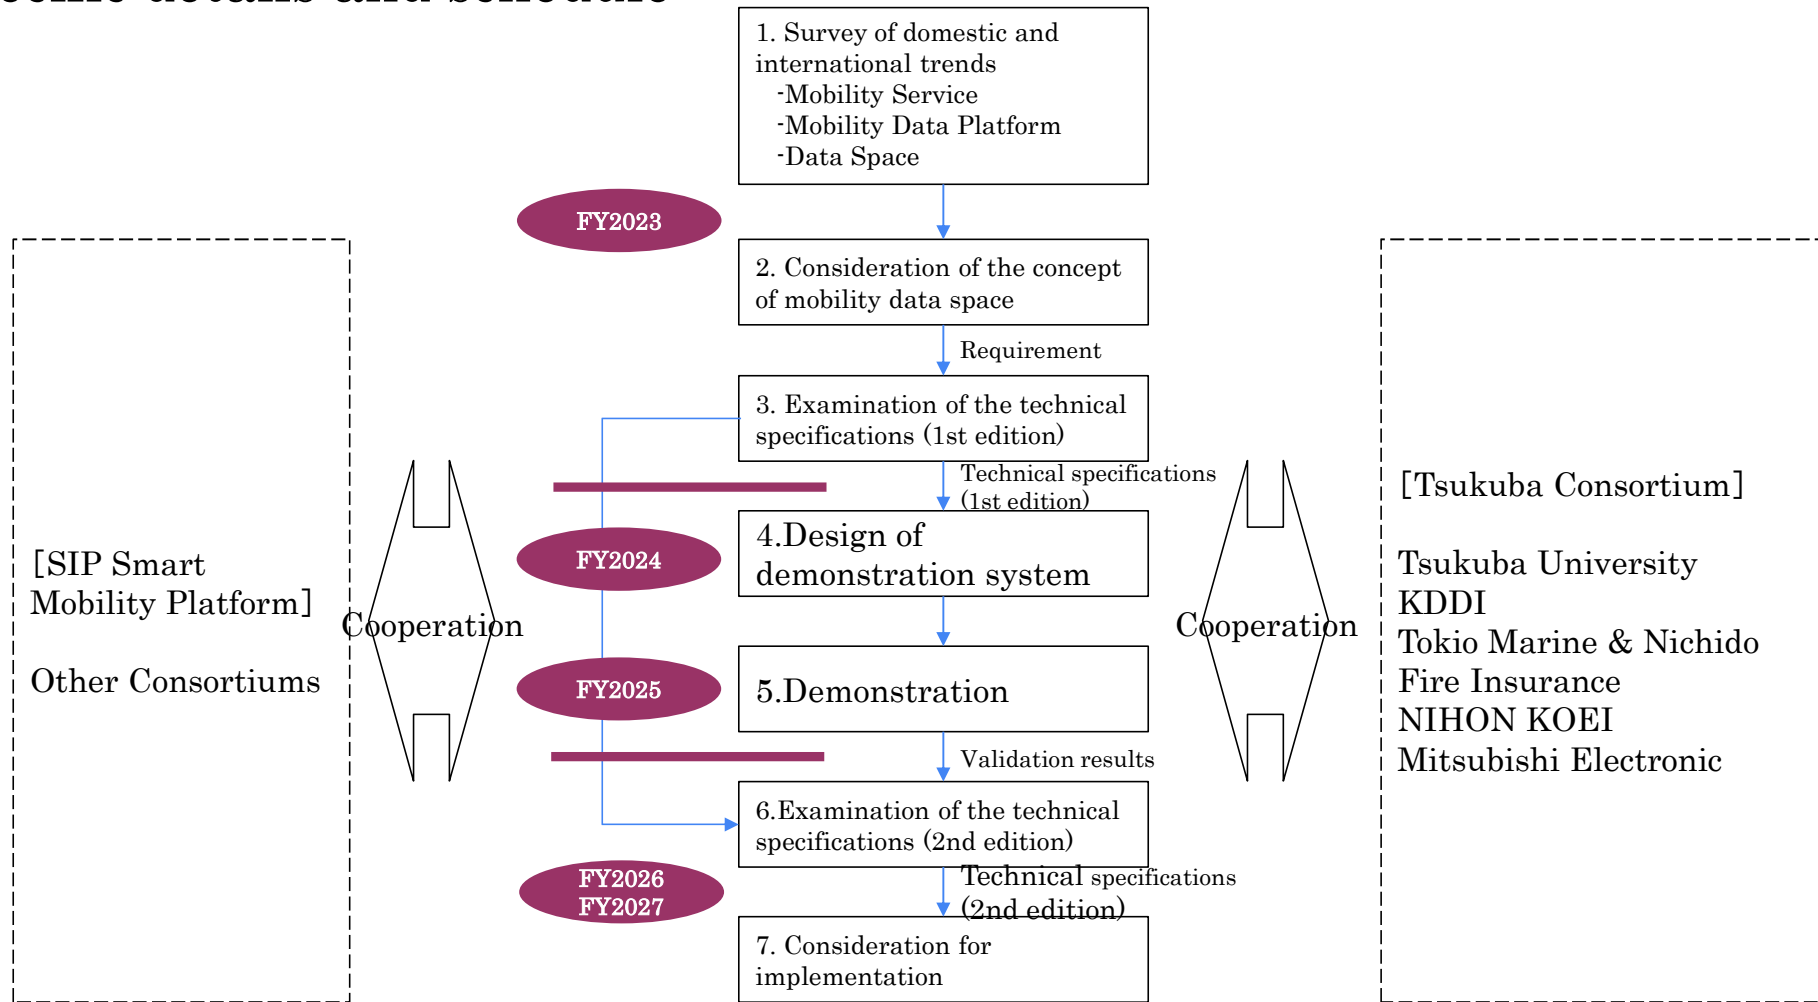 details and schedule
1. Survey of domestic and
international trends
-Mobility Service
-Mobility Data Platform
-Data Space
FY2023
2. Consideration of the concept
of mobility data space
Requirement
3. Examination of the technical
specifications (1st edition)
Technical specifications
(1st edition)
FY2024
4.Design of
demonstration system
FY2025
5.Demonstration
Validation results
6.Examination of the technical
specifications (2nd edition)
FY2026
FY2027
Technical specifications
(2nd edition)
7. Consideration for
implementation
[SIP Smart
Mobility Platform]
Other Consortiums
Cooperation
Cooperation
[Tsukuba Consortium]
Tsukuba University
KDDI
Tokio Marine & Nichido
Fire Insurance
NIHON KOEI
Mitsubishi Electronic